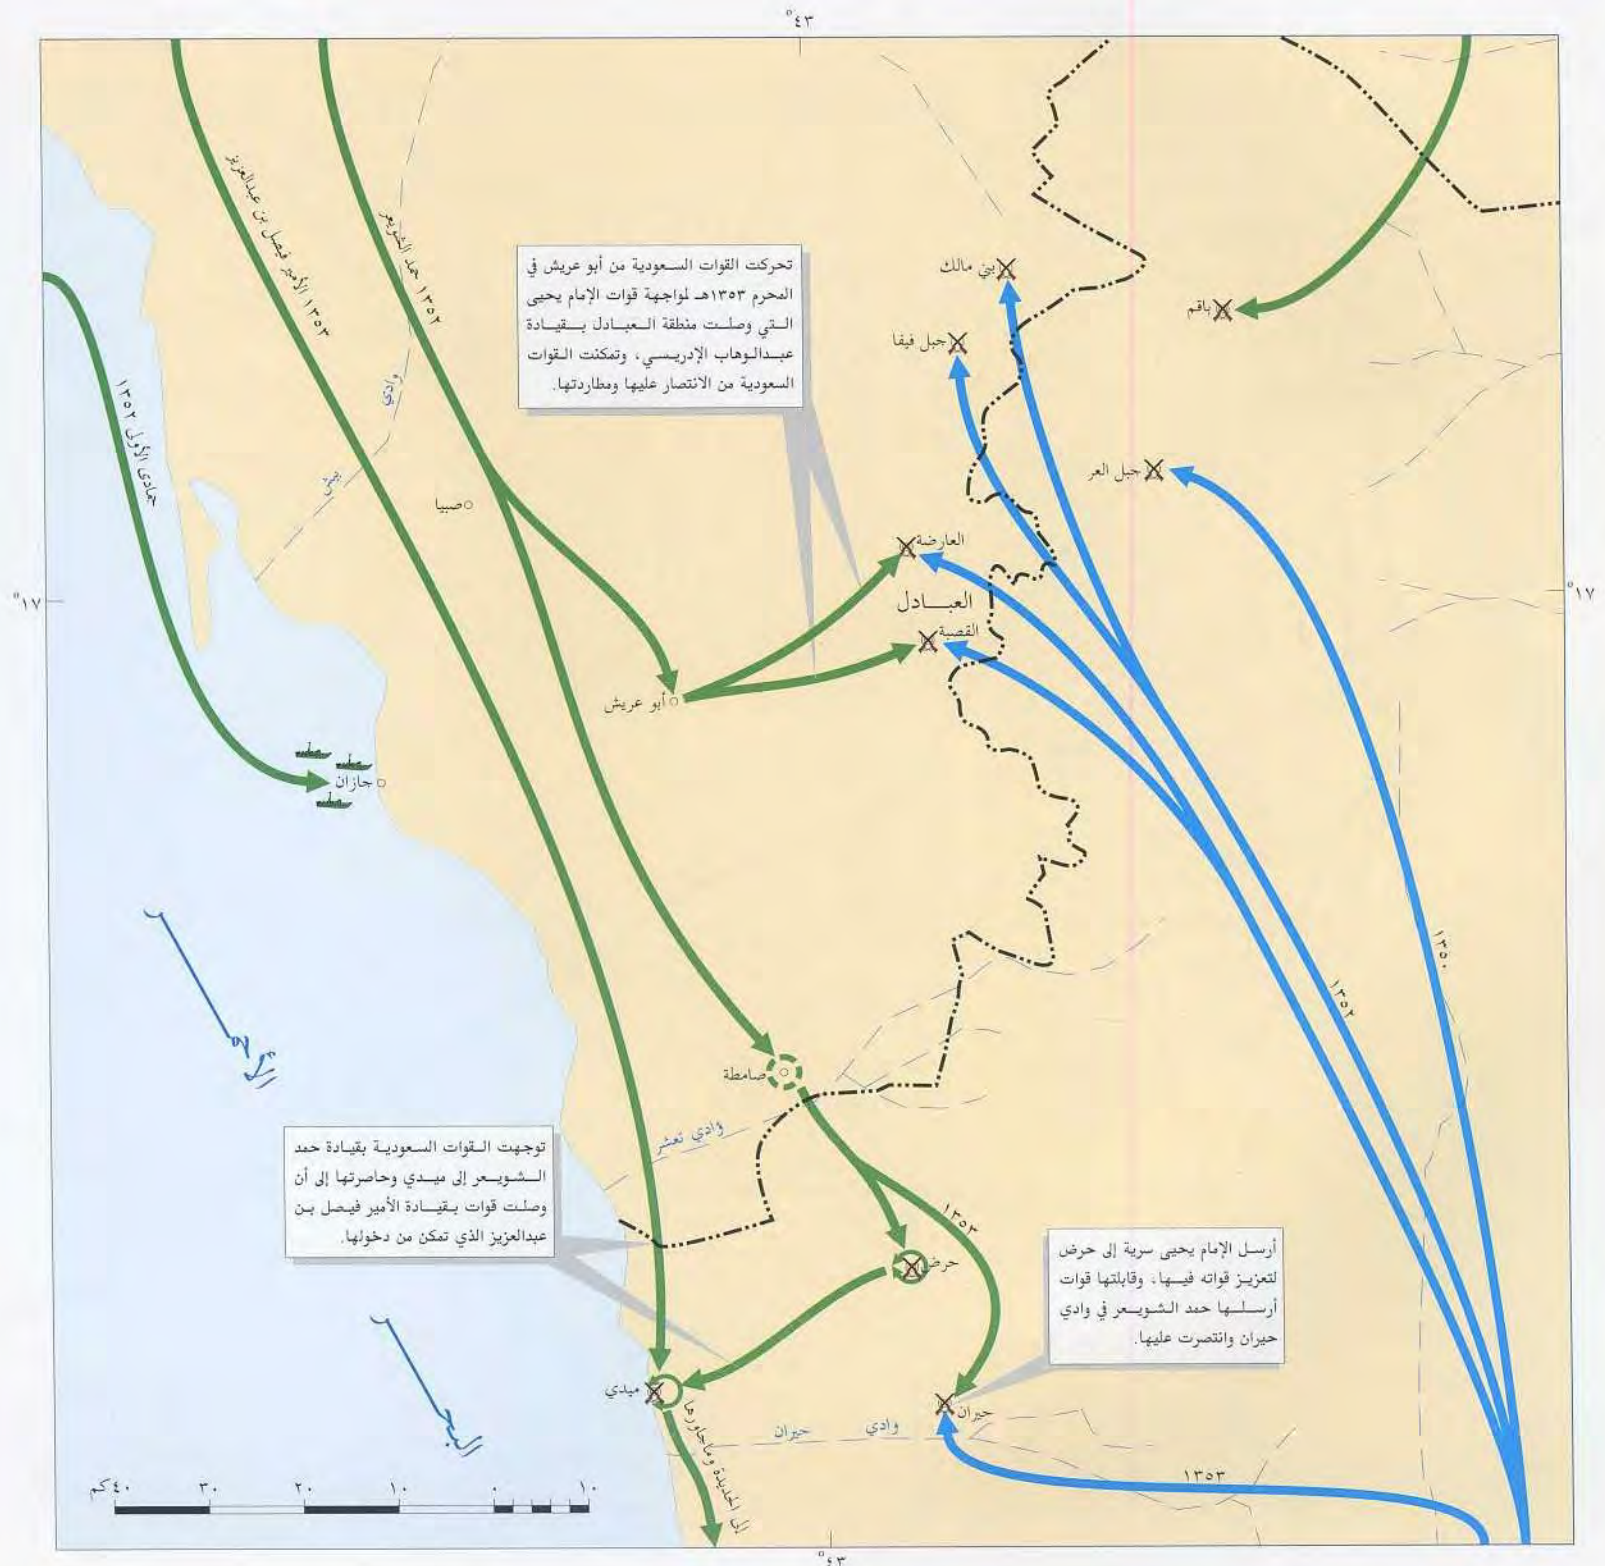 ٤٣°
١٣٥٣ الأمير فيصل بن عبدالعزيز
١٣٥٢ حمد الشويعر
تحركت القوات السعودية من أبو عريش في
المحرم ١٣٥٣هـ لمواجهة قوات الإمام يحيى
التي وصلت منطقة العبادل بقيادة
عبدالوهاب الإدريسي، وتمكنت القوات
السعودية من الانتصار عليها ومطاردتها.
بني مالك
باقم
جبل فيفا
جمادى الأولى ١٣٥٢
وادي
بيش
جبل العر
صبيا
العارضة
١٧°
العبادل
١٧°
القصبة
أبو عريش
جازان
١٣٥٠
١٣٥٢
الأحمر
صامطة
وادي تعشر
توجهت القوات السعودية بقيادة حمد
الشويعر إلى ميدي وحاصرتها إلى أن
وصلت قوات بقيادة الأمير فيصل بن
عبدالعزيز الذي تمكن من دخولها.
١٣٥٣
حرض
أرسل الإمام يحيى سرية إلى حرض
لتعزيز قواته فيها، وقابلتها قوات
أرسلها حمد الشويعر في وادي
حيران وانتصرت عليها.
ميدي
حيران
البحر
وادي حيران
إلى الحديدة وماجاورها
١٣٥٣
٤٠كم ٣٠ ٢٠ ١٠ ٠ ١٠
٤٣°